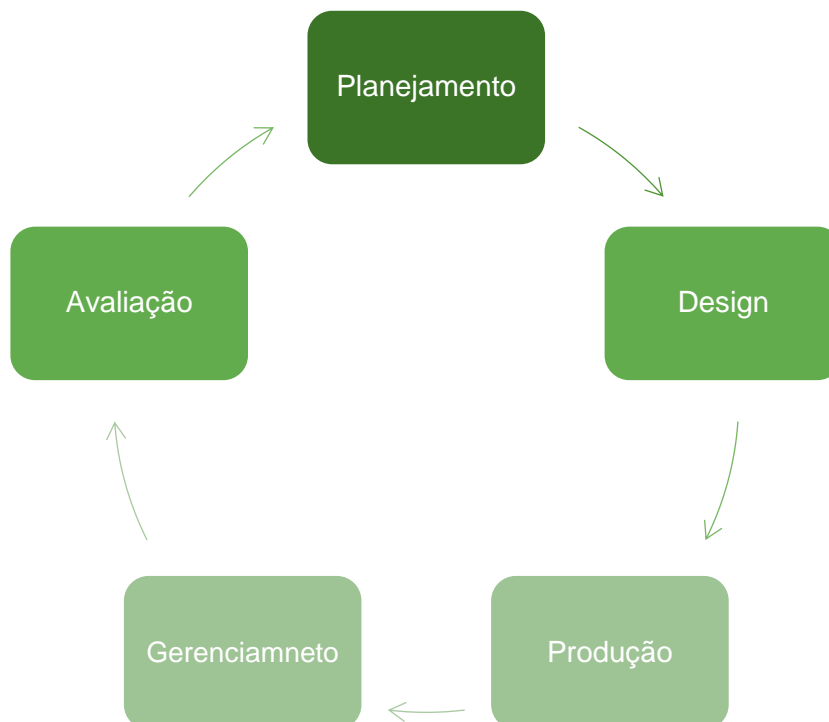 Planejamento
Design
Produção
Gerenciamneto
Avaliação